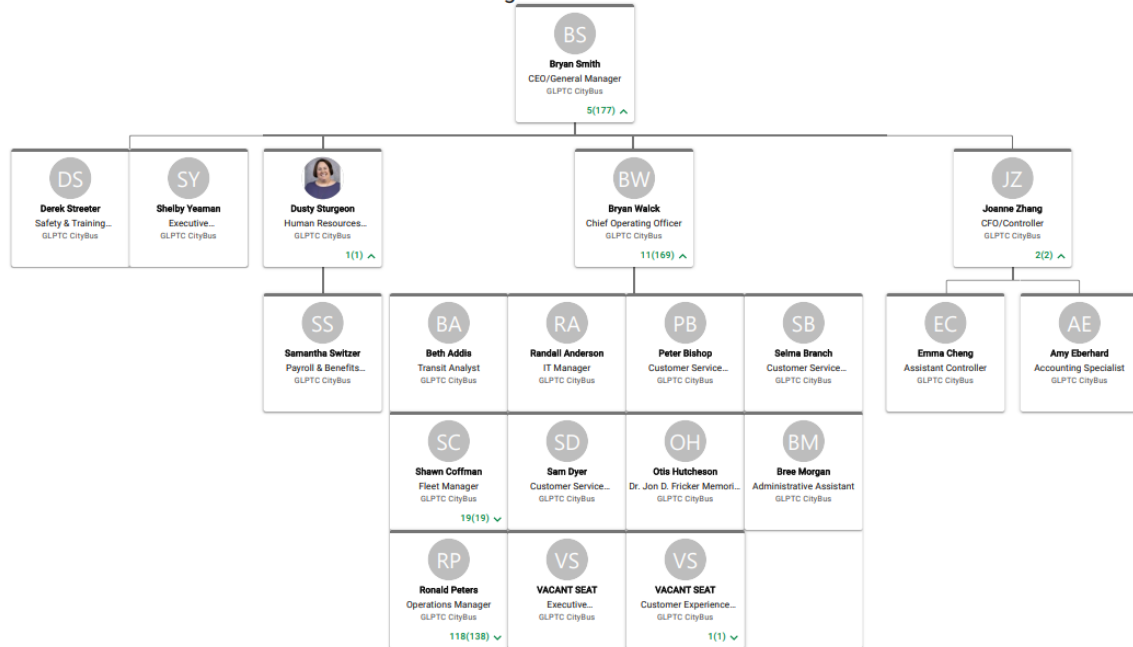 BS
Bryan Smith
CEO/General Manager
GLPTC CityBus
5(177)
DS
Derek Streeter
Safety & Training...
GLPTC CityBus
SY
Shelby Yeaman
Executive...
GLPTC CityBus
Dusty Sturgeon
Human Resources...
GLPTC CityBus
1(1)
BW
Bryan Walck
Chief Operating Officer
GLPTC CityBus
11(169)
JZ
Joanne Zhang
CFO/Controller
GLPTC CityBus
2(2)
SS
Samantha Switzer
Payroll & Benefits...
GLPTC CityBus
BA
Beth Addis
Transit Analyst
GLPTC CityBus
RA
Randall Anderson
IT Manager
GLPTC CityBus
PB
Peter Bishop
Customer Service...
GLPTC CityBus
SB
Selma Branch
Customer Service...
GLPTC CityBus
EC
Emma Cheng
Assistant Controller
GLPTC CityBus
AE
Amy Eberhard
Accounting Specialist
GLPTC CityBus
SC
Shawn Coffman
Fleet Manager
GLPTC CityBus
19(19)
SD
Sam Dyer
Customer Service...
GLPTC CityBus
OH
Otis Hutcheson
Dr. Jon D. Fricker Memori...
GLPTC CityBus
BM
Bree Morgan
Administrative Assistant
GLPTC CityBus
RP
Ronald Peters
Operations Manager
GLPTC CityBus
118(138)
VS
VACANT SEAT
Executive...
GLPTC CityBus
VS
VACANT SEAT
Customer Experience...
GLPTC CityBus
1(1)